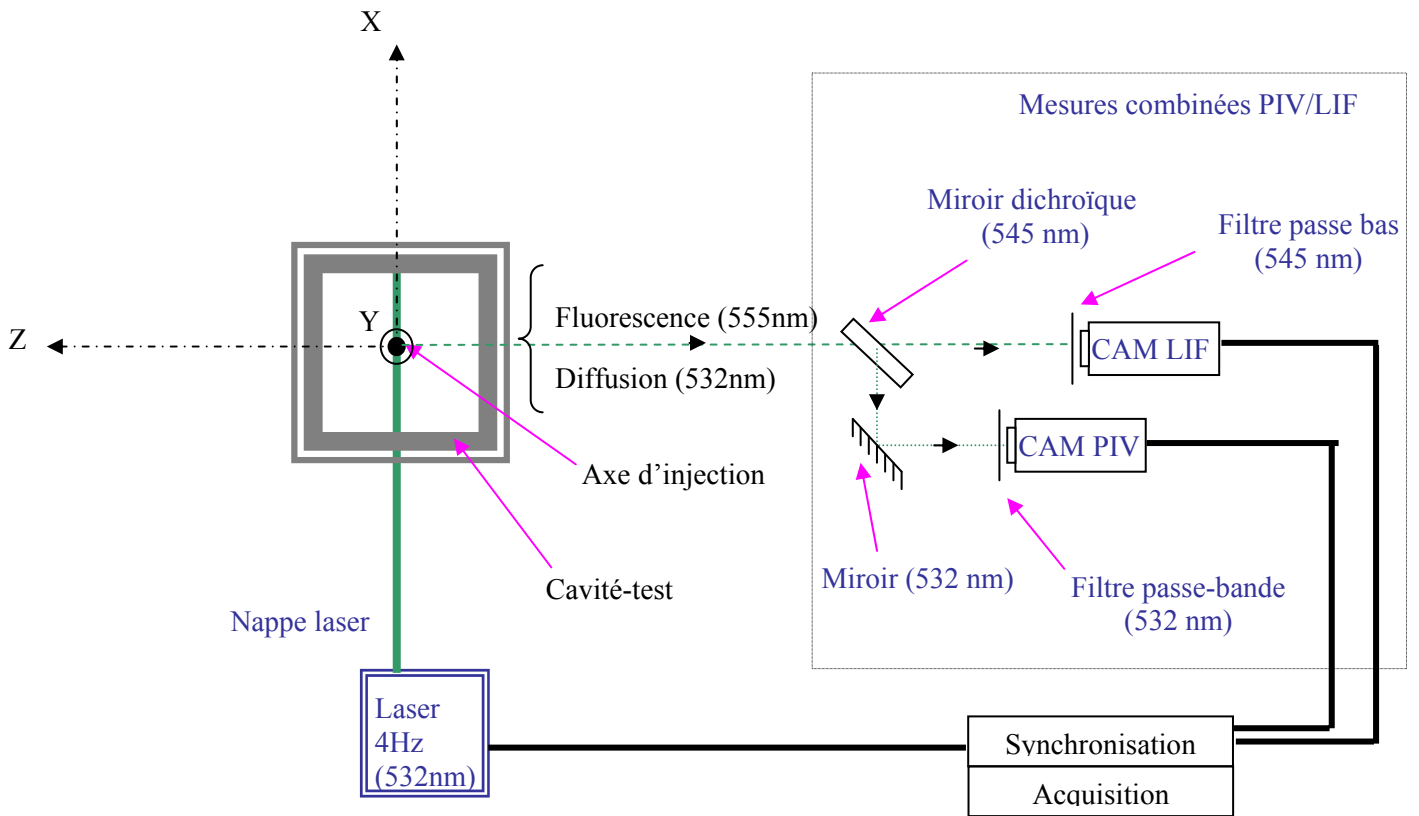 X
Mesures combinées PIV/LIF
Miroir dichroïque
(545 nm)
Filtre passe bas
(545 nm)
Y
Z
Fluorescence (555nm)
Diffusion (532nm)
CAM LIF
CAM PIV
Axe d’injection
Cavité-test
Miroir (532 nm)
Filtre passe-bande
(532 nm)
Nappe laser
Laser
4Hz
(532nm)
Synchronisation
Acquisition